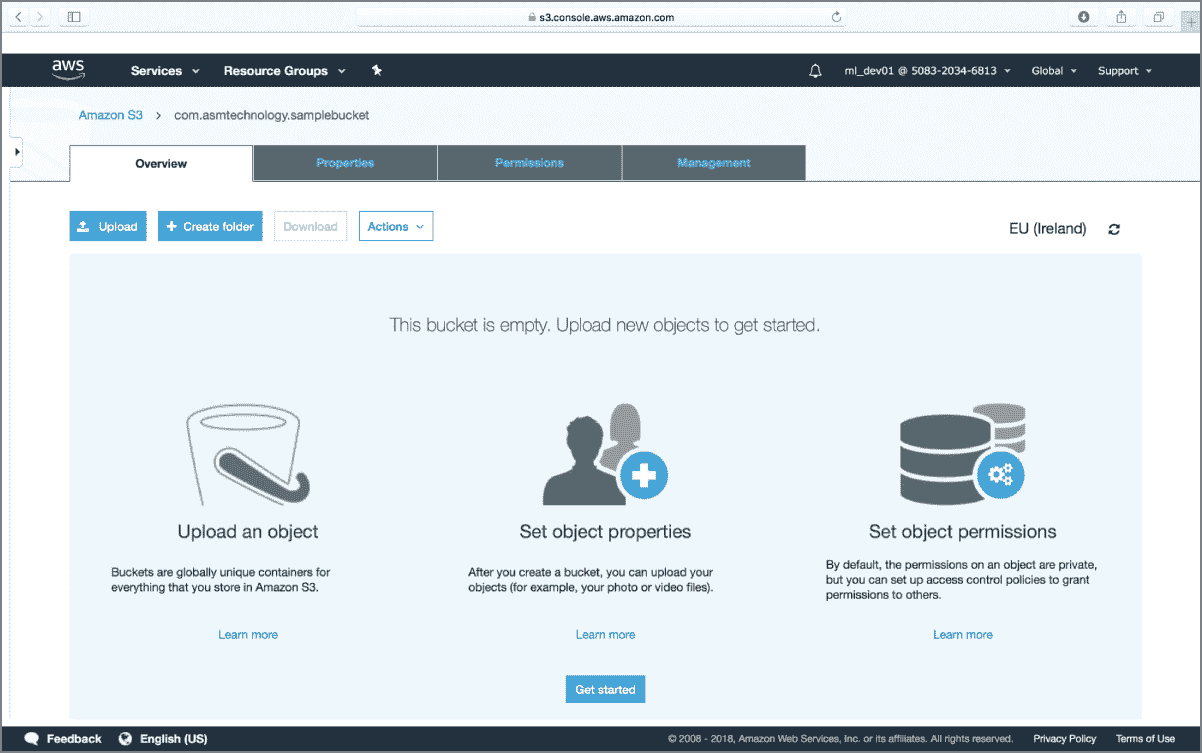 s3.console.aws.amazon.com
aws Services Resource Groups ml_dev01 @ 5083-2034-6813 Global Support
Amazon S3 > com.asmtechnology.samplebucket
Overview Properties Permissions Management
Upload Create folder Download Actions EU (Ireland)
This bucket is empty. Upload new objects to get started.
Upload an object
Buckets are globally unique containers for
everything that you store in Amazon S3.
Learn more
Set object properties
After you create a bucket, you can upload your
objects (for example, your photo or video files).
Learn more
Set object permissions
By default, the permissions on an object are private,
but you can set up access control policies to grant
permissions to others.
Learn more
Get started
Feedback English (US) © 2008 - 2018, Amazon Web Services, Inc. or its affiliates. All rights reserved. Privacy Policy Terms of Use